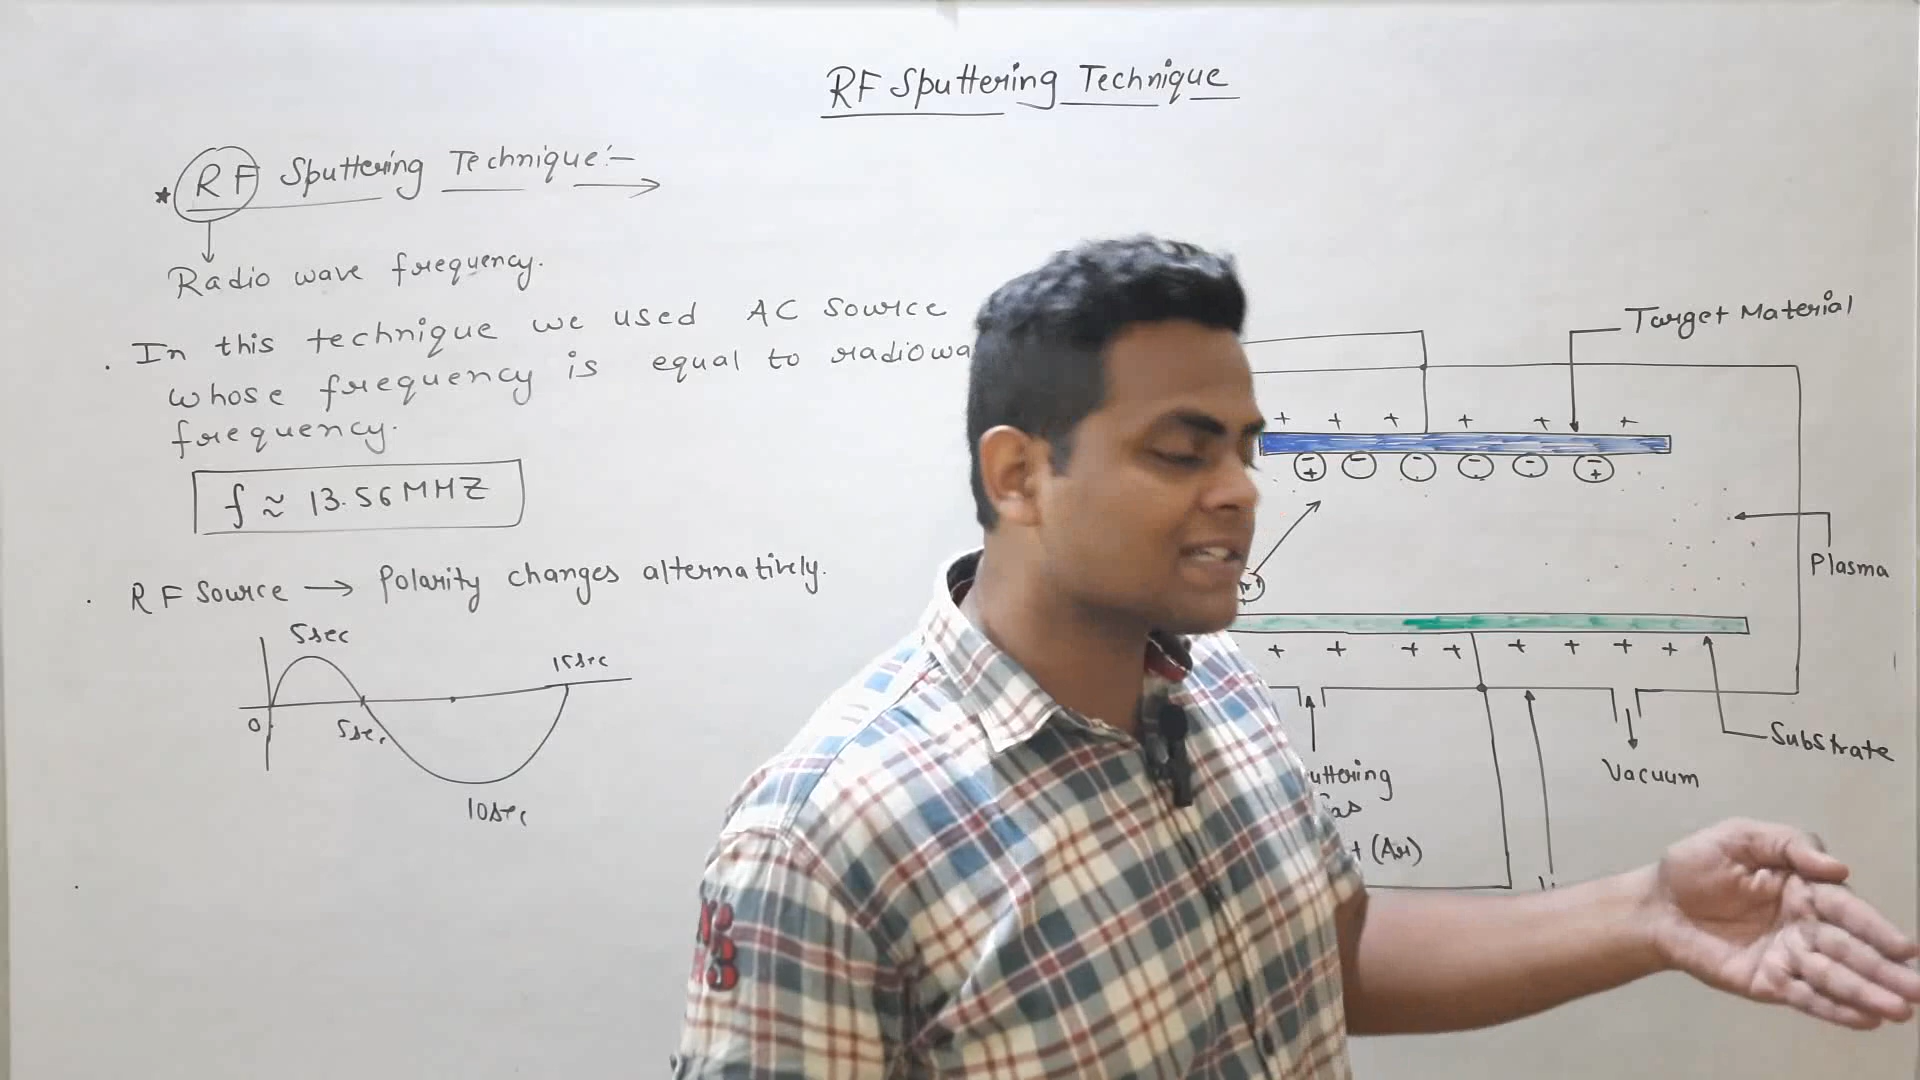 RF Sputtering Technique
* RF Sputtering Technique:-
Radio wave frequency.
. In this technique we used AC source
whose frequency is equal to radiowa
frequency.
f ≈ 13.56 MHZ
. RF Source → Polarity changes alternatively.
5sec
15sec
0
5sec
10sec
Target Material
+ + + + + +
Plasma
+ + + + + + + +
Substrate
Vacuum
uttering
as
(Ar)